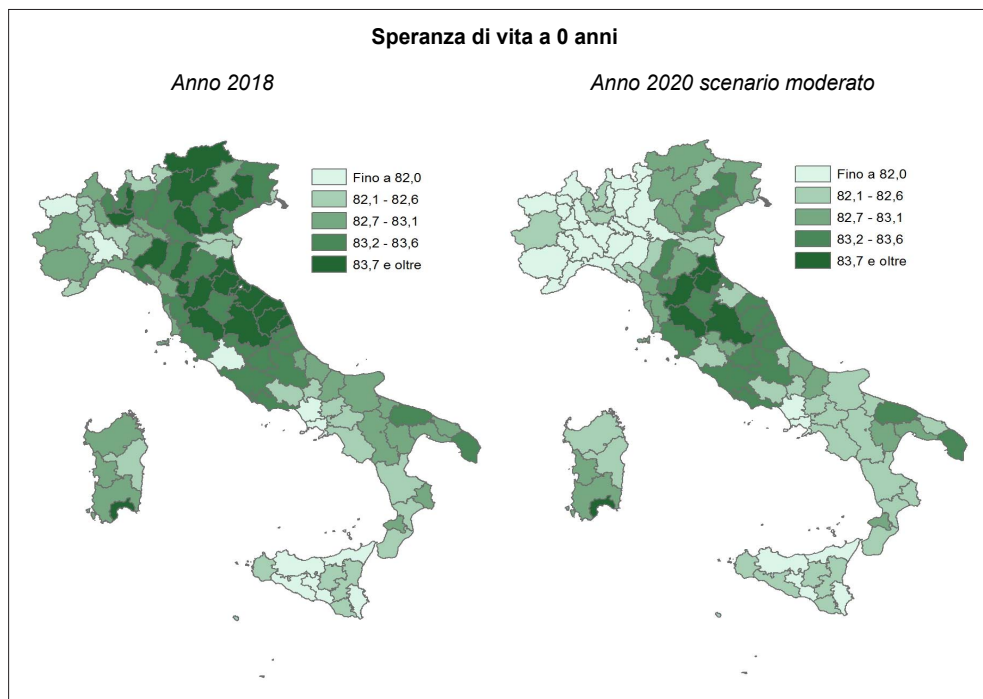 Speranza di vita a 0 anni
Anno 2018
Fino a 82,0
82,1 - 82,6
82,7 - 83,1
83,2 - 83,6
83,7 e oltre
Anno 2020 scenario moderato
Fino a 82,0
82,1 - 82,6
82,7 - 83,1
83,2 - 83,6
83,7 e oltre